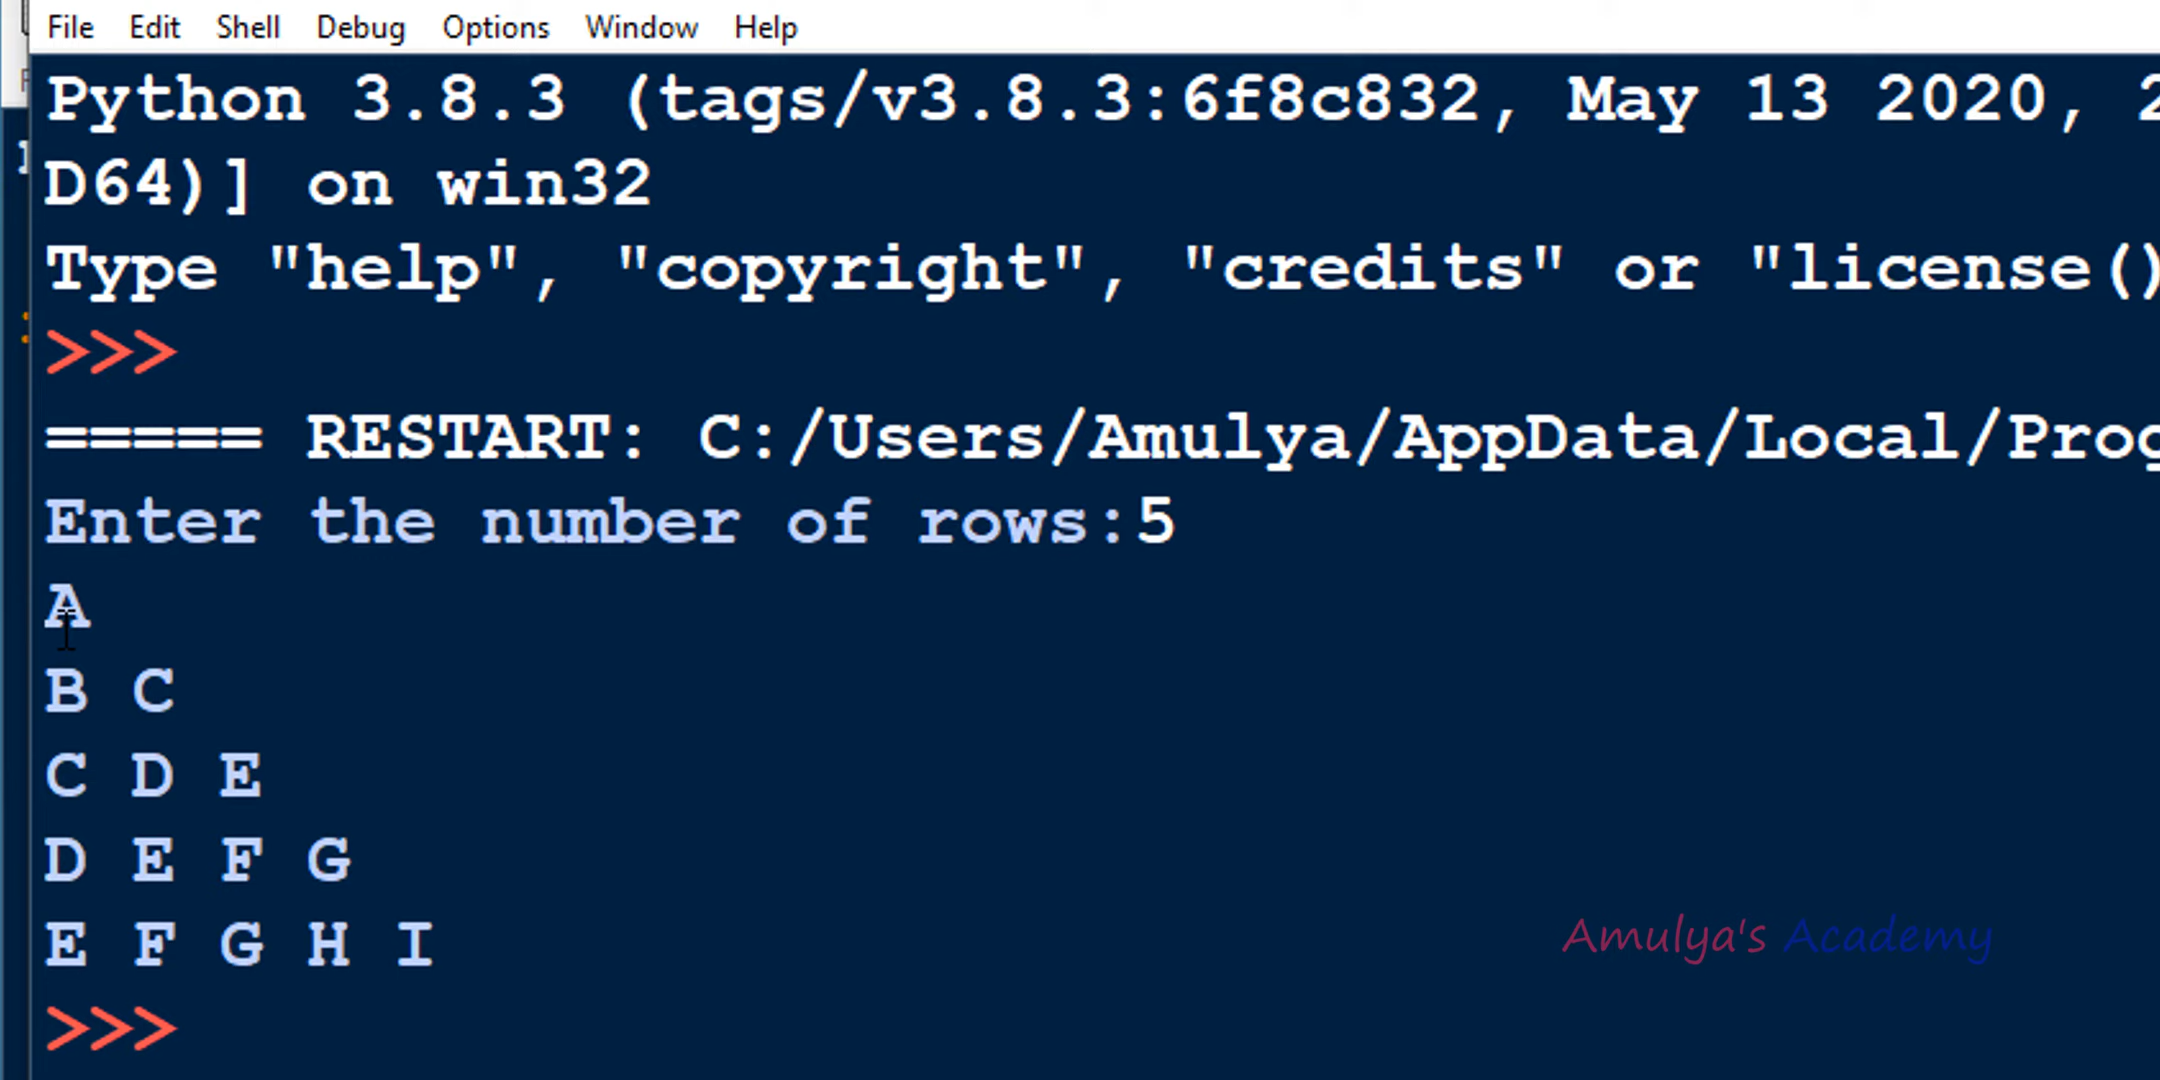 File Edit Shell Debug Options Window Help
Python 3.8.3 (tags/v3.8.3:6f8c832, May 13 2020, 2
D64)] on win32
Type "help", "copyright", "credits" or "license()
>>>
===== RESTART: C:/Users/Amulya/AppData/Local/Prog
Enter the number of rows:5
A
B C
C D E
D E F G
E F G H I
Amulya's Academy
>>>